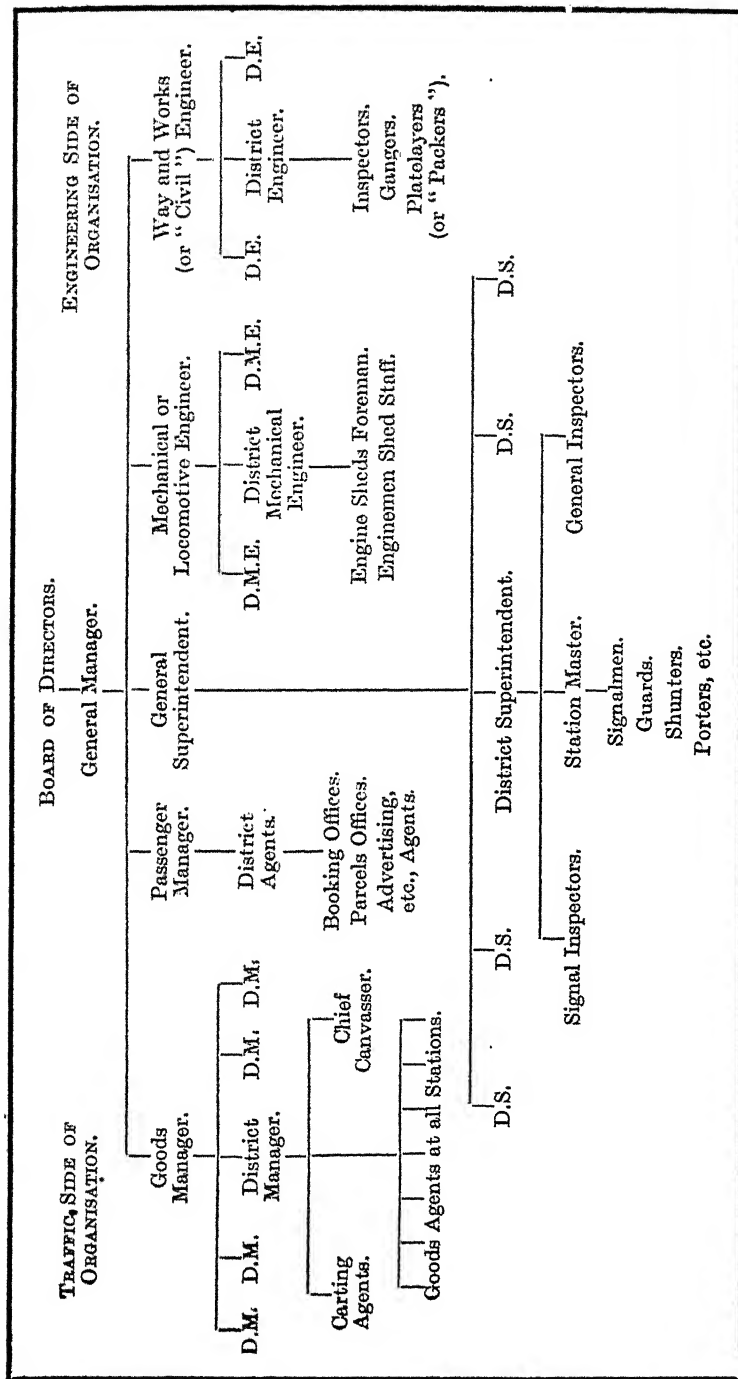 BOARD OF DIRECTORS.
General Manager.
TRAFFIC SIDE OF
ORGANISATION.
ENGINEERING SIDE OF
ORGANISATION.
Goods
Manager.
Passenger
Manager.
General
Superintendent.
Mechanical or
Locomotive Engineer.
Way and Works
(or “Civil”) Engineer.
D.M. D.M. District D.M. D.M.
Manager.
District
Agents.
D.M.E. District D.M.E.
Mechanical
Engineer.
D.E. District D.E.
Engineer.
Carting
Agents.
Chief
Canvasser.
Booking Offices.
Parcels Offices.
Advertising,
etc., Agents.
Engine Sheds Foreman.
Enginemen Shed Staff.
Inspectors.
Gangers.
Platelayers
(or “Packers”).
Goods Agents at all Stations.
D.S. D.S. District Superintendent. D.S. D.S.
Signal Inspectors. Station Master. General Inspectors.
Signalmen.
Guards.
Shunters.
Porters, etc.